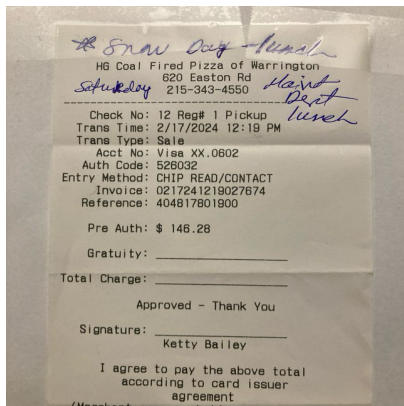 * Snow Day - lunch
HG Coal Fired Pizza of Warrington
620 Easton Rd
Saturday 215-343-4550 Maint
Dept
lunch
Check No: 12 Reg# 1 Pickup
Trans Time: 2/17/2024 12:19 PM
Trans Type: Sale
Acct No: Visa XX.0602
Auth Code: 526032
Entry Method: CHIP READ/CONTACT
Invoice: 0217241219027674
Reference: 404817801900
Pre Auth: $ 146.28
Gratuity:
Total Charge:
Approved - Thank You
Signature:
Ketty Bailey
I agree to pay the above total
according to card issuer
agreement